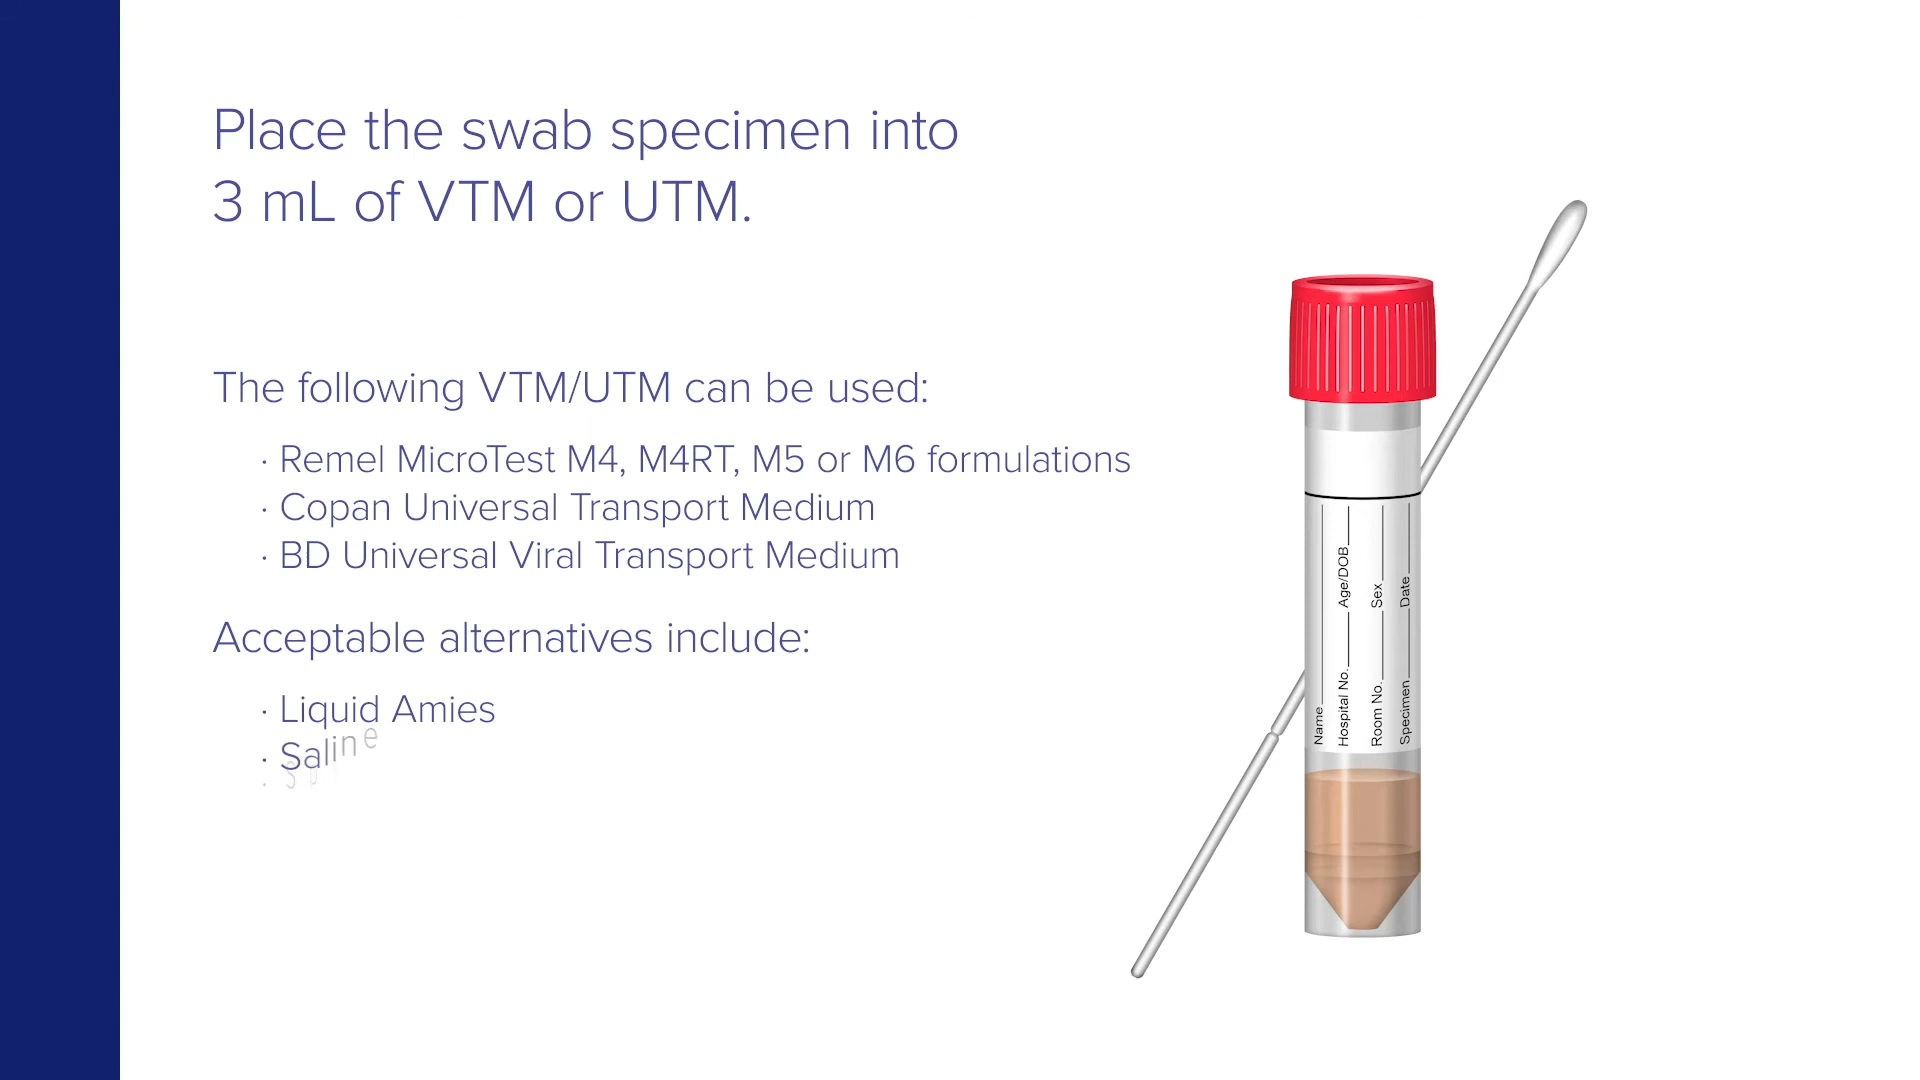 Place the swab specimen into
3 mL of VTM or UTM.
The following VTM/UTM can be used:
· Remel MicroTest M4, M4RT, M5 or M6 formulations
· Copan Universal Transport Medium
· BD Universal Viral Transport Medium
Acceptable alternatives include:
· Liquid Amies
· Saline
Name
Hospital No. Age/DOB
Room No. Sex
Specimen Date